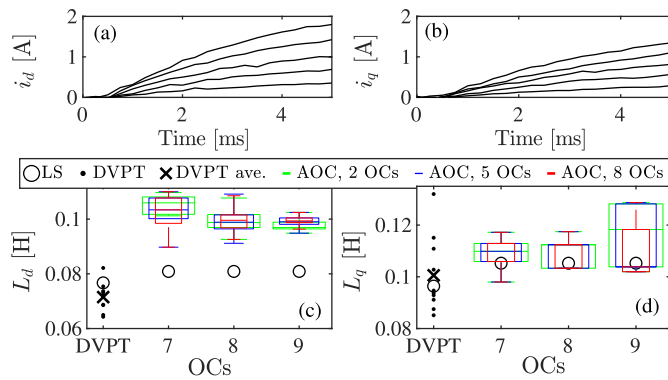 (a)
(b)
i_d [A]
2
1
0
0 2 4
Time [ms]
i_q [A]
2
1
0
0 2 4
Time [ms]
LS DVPT DVPT ave. AOC, 2 OCs AOC, 5 OCs AOC, 8 OCs
L_d [H]
0.1
0.08
0.06
(c)
DVPT 7 8 9
OCs
L_q [H]
0.12
0.1
0.08
(d)
DVPT 7 8 9
OCs